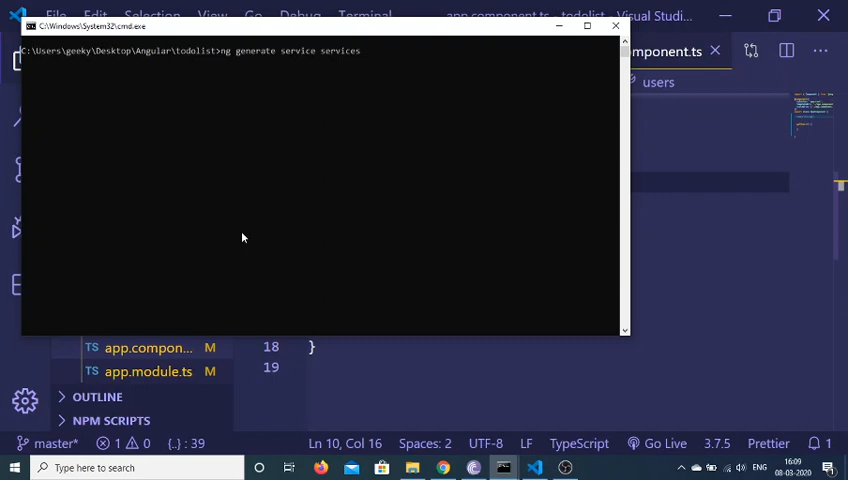 File Edit Selection View Go Debug Terminal app.component.ts - todolist - Visual Studi...
C:\Windows\System32\cmd.exe
C:\Users\geeky\Desktop\Angular\todolist>ng generate service services
omponent.ts
users
TS app.compon... M 18 }
TS app.module.ts M 19
OUTLINE
NPM SCRIPTS
master* 1 0 {..} : 39 Ln 10, Col 16 Spaces: 2 UTF-8 LF TypeScript Go Live 3.7.5 Prettier 1
Type here to search
ENG
16:09
08-03-2020